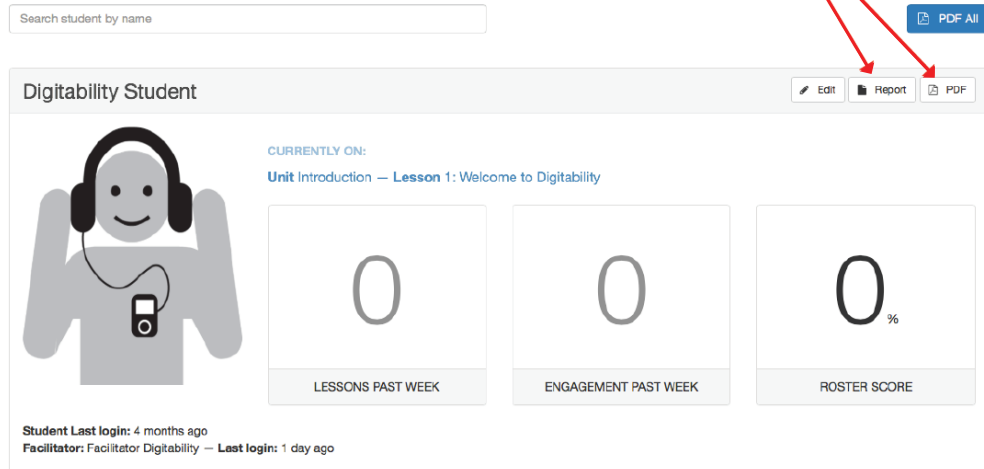 Search student by name
PDF All
Digitability Student
Edit
Report
PDF
CURRENTLY ON:
Unit Introduction — Lesson 1: Welcome to Digitability
0
0
0%
LESSONS PAST WEEK
ENGAGEMENT PAST WEEK
ROSTER SCORE
Student Last login: 4 months ago
Facilitator: Facilitator Digitability — Last login: 1 day ago